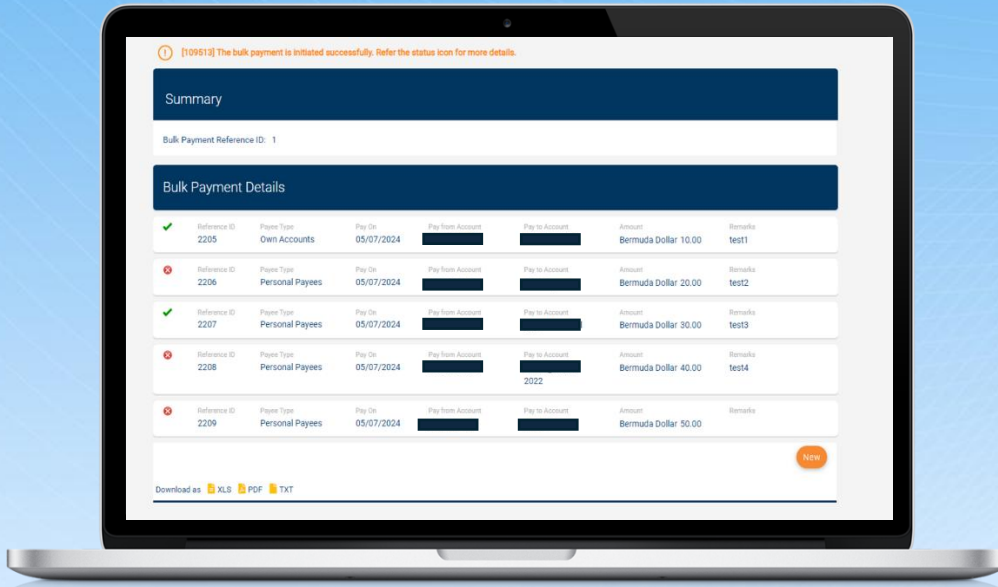 [109513] The bulk payment is initiated successfully. Refer the status icon for more details.
Summary
Bulk Payment Reference ID: 1
Bulk Payment Details
Reference ID Payee Type Pay On Pay from Account Pay to Account Amount Remarks
2205 Own Accounts 05/07/2024 Bermuda Dollar 10.00 test1
Reference ID Payee Type Pay On Pay from Account Pay to Account Amount Remarks
2206 Personal Payees 05/07/2024 Bermuda Dollar 20.00 test2
Reference ID Payee Type Pay On Pay from Account Pay to Account Amount Remarks
2207 Personal Payees 05/07/2024 Bermuda Dollar 30.00 test3
Reference ID Payee Type Pay On Pay from Account Pay to Account Amount Remarks
2208 Personal Payees 05/07/2024 Bermuda Dollar 40.00 test4
2022
Reference ID Payee Type Pay On Pay from Account Pay to Account Amount Remarks
2209 Personal Payees 05/07/2024 Bermuda Dollar 50.00
New
Download as XLS PDF TXT